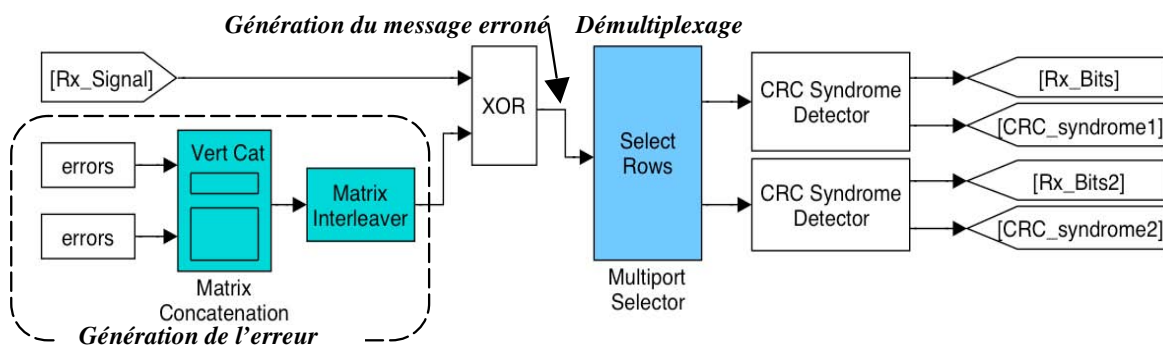 Génération du message erroné
Démultiplexage
[Rx_Signal]
XOR
errors
errors
Vert Cat
Matrix
Concatenation
Matrix
Interleaver
Génération de l'erreur
Select
Rows
Multiport
Selector
CRC Syndrome
Detector
CRC Syndrome
Detector
[Rx_Bits]
[CRC_syndrome1]
[Rx_Bits2]
[CRC_syndrome2]